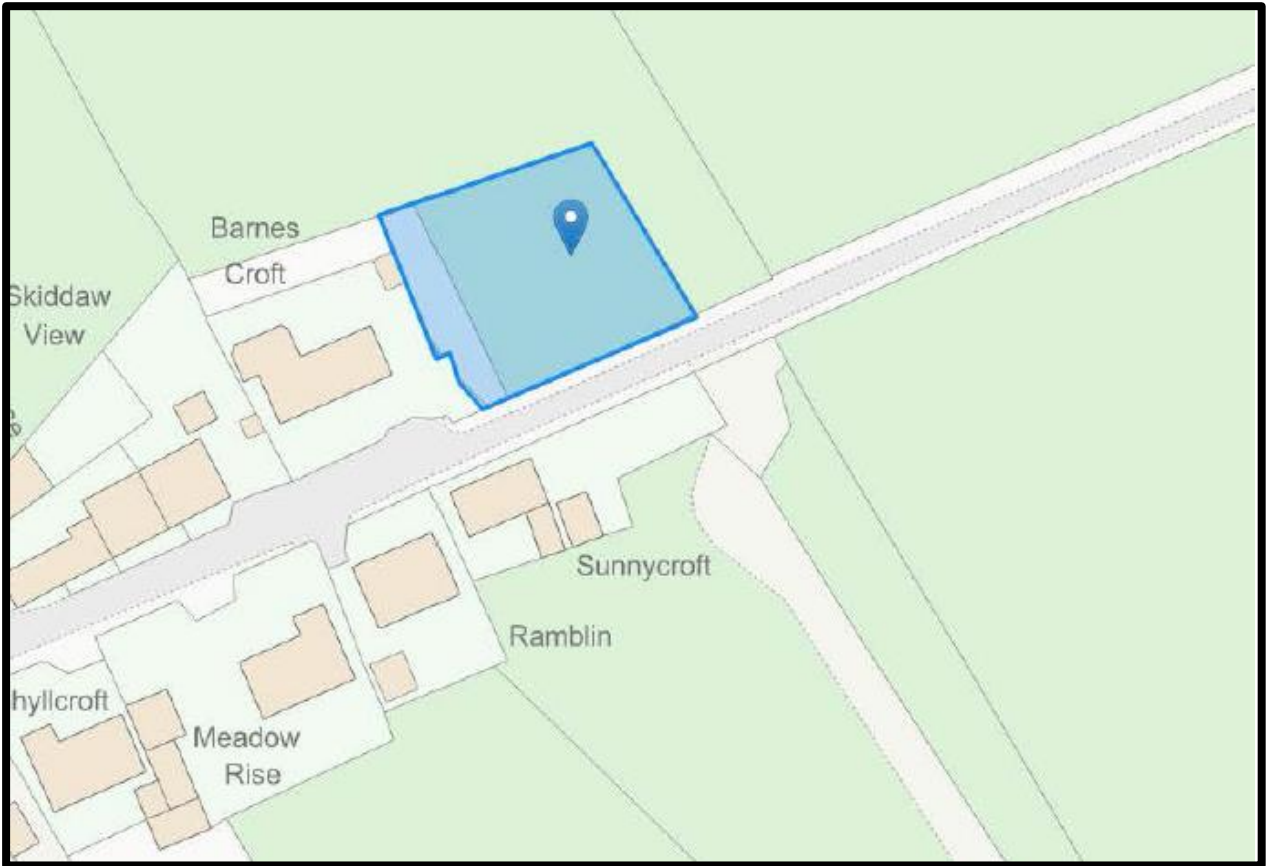 Barnes
Croft
Skiddaw
View
Sunnycroft
Ramblin
hyllcroft
Meadow
Rise